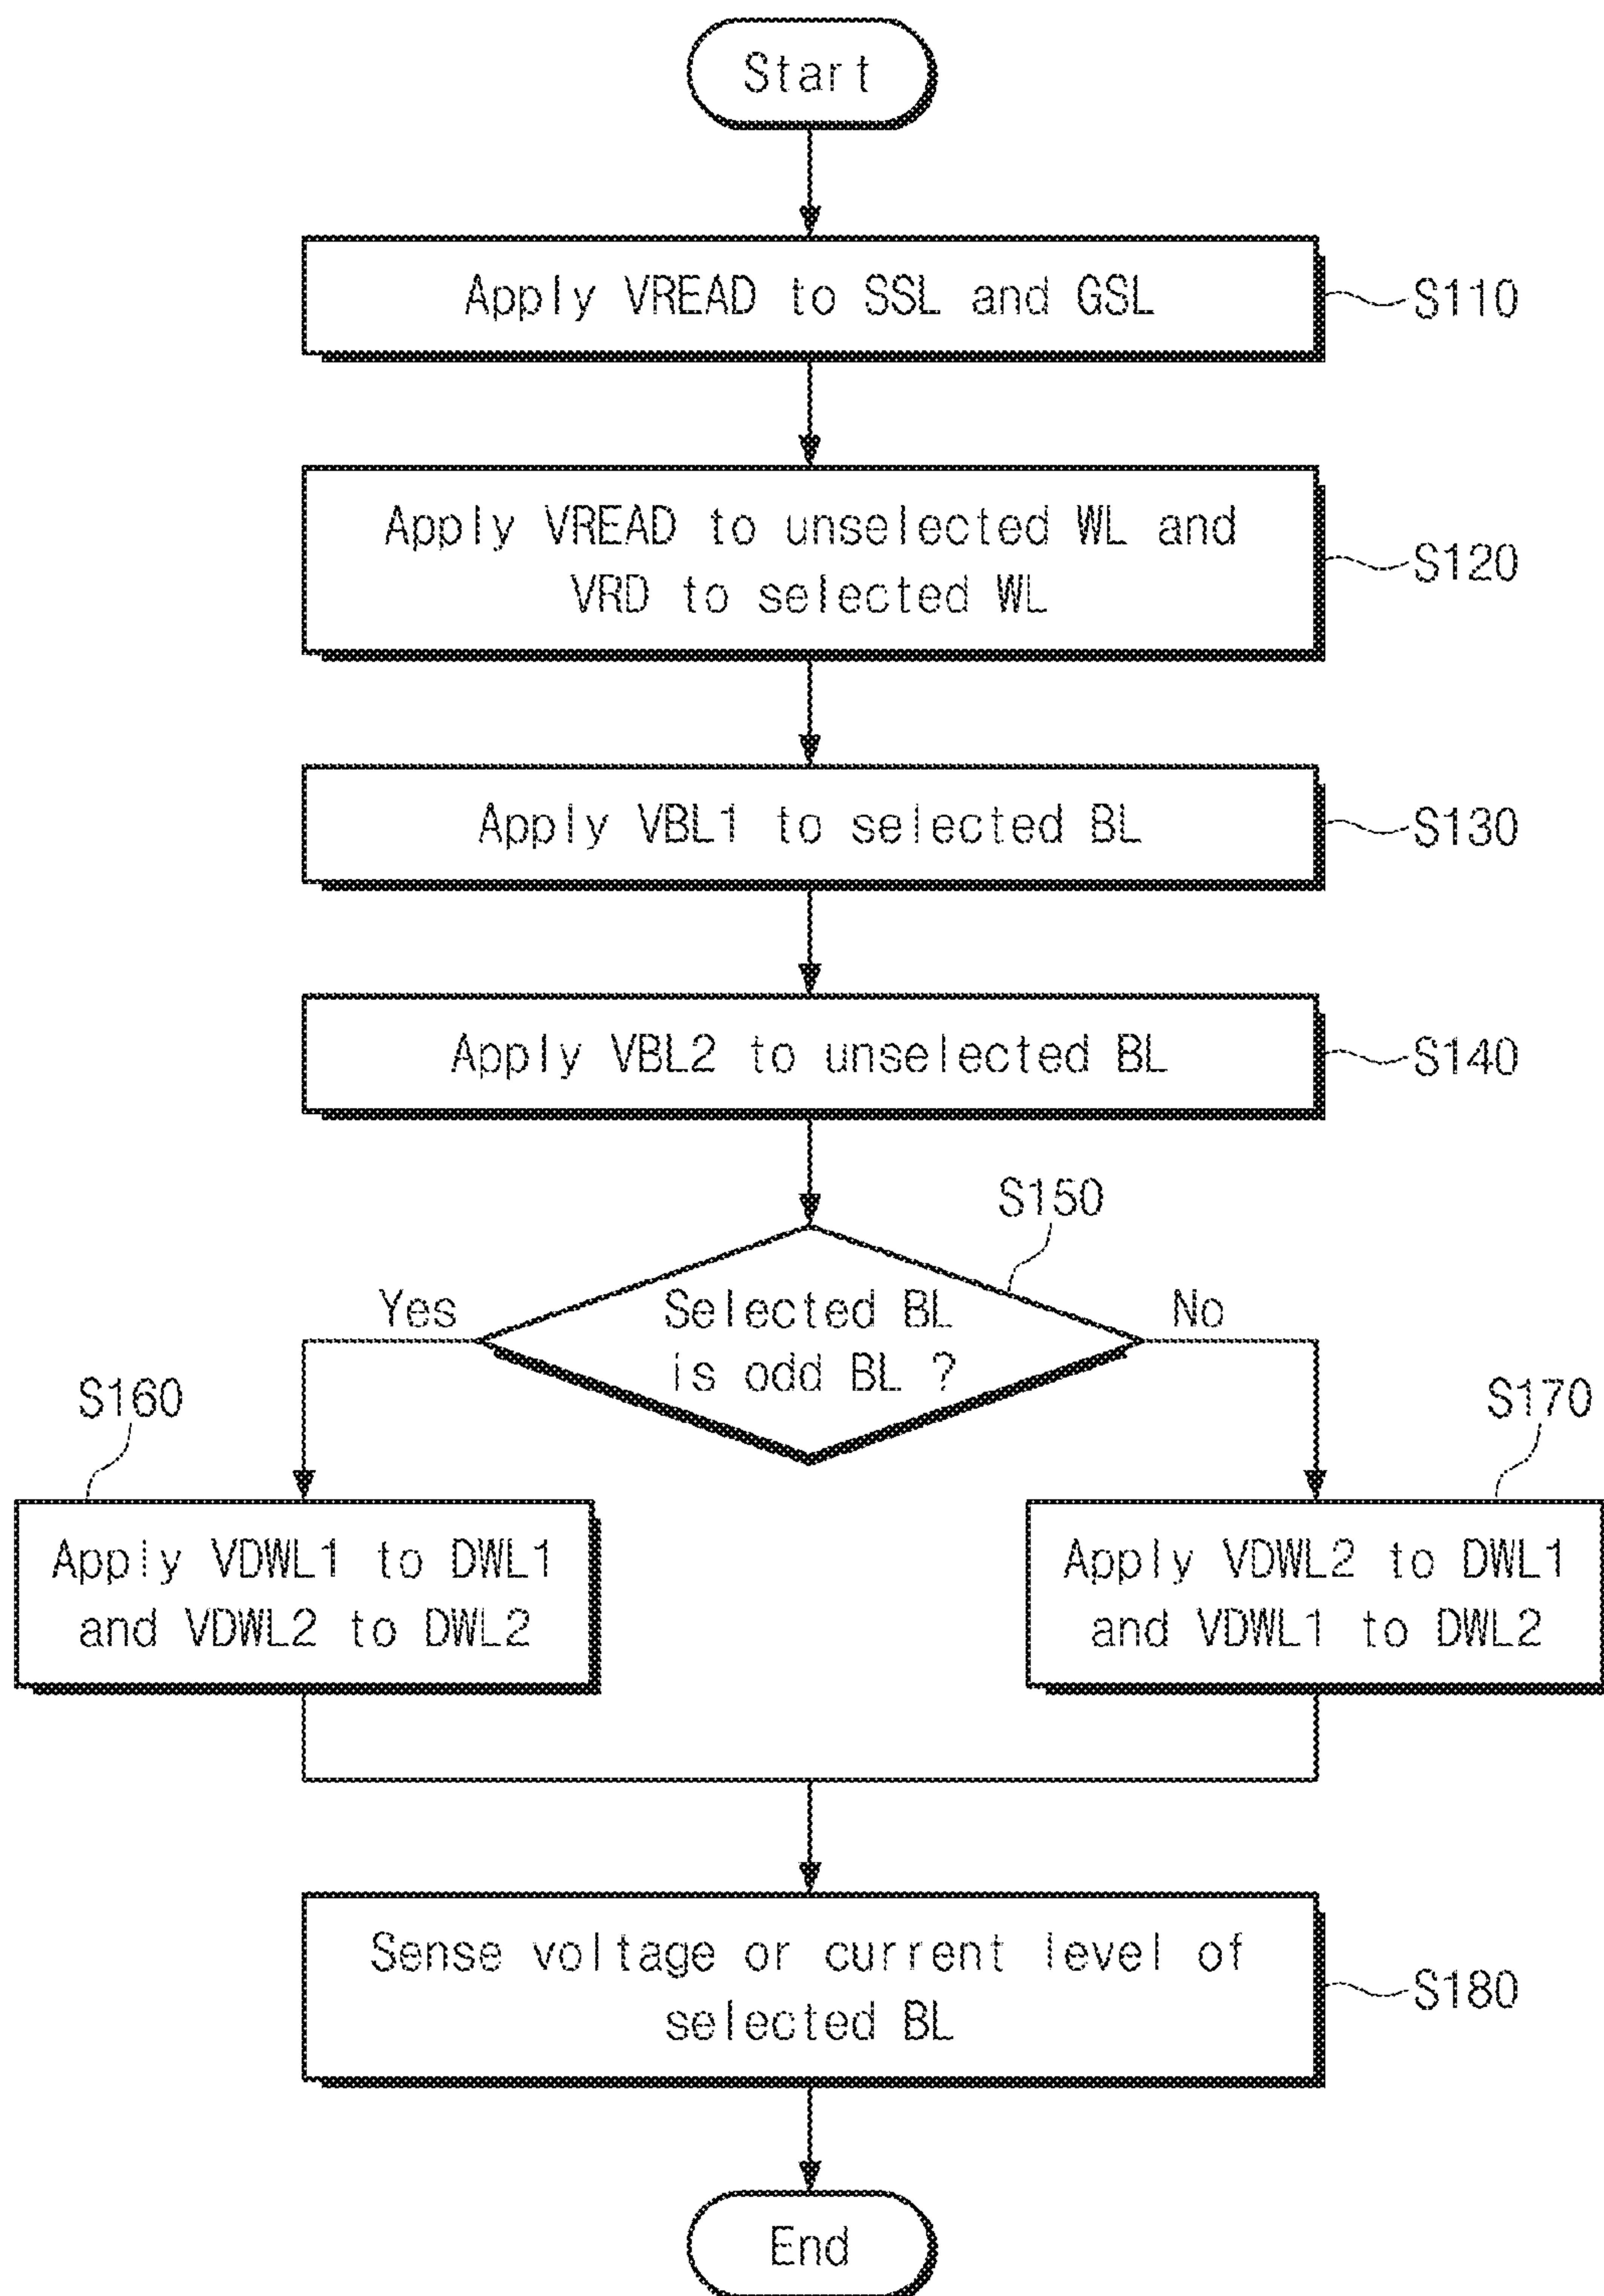 Start
Apply VREAD to SSL and GSL
S110
Apply VREAD to unselected WL and
VRD to selected WL
S120
Apply VBL1 to selected BL
S130
Apply VBL2 to unselected BL
S140
S150
Yes
Selected BL
is odd BL ?
No
S160
S170
Apply VDWL1 to DWL1
and VDWL2 to DWL2
Apply VDWL2 to DWL1
and VDWL1 to DWL2
Sense voltage or current level of
selected BL
S180
End